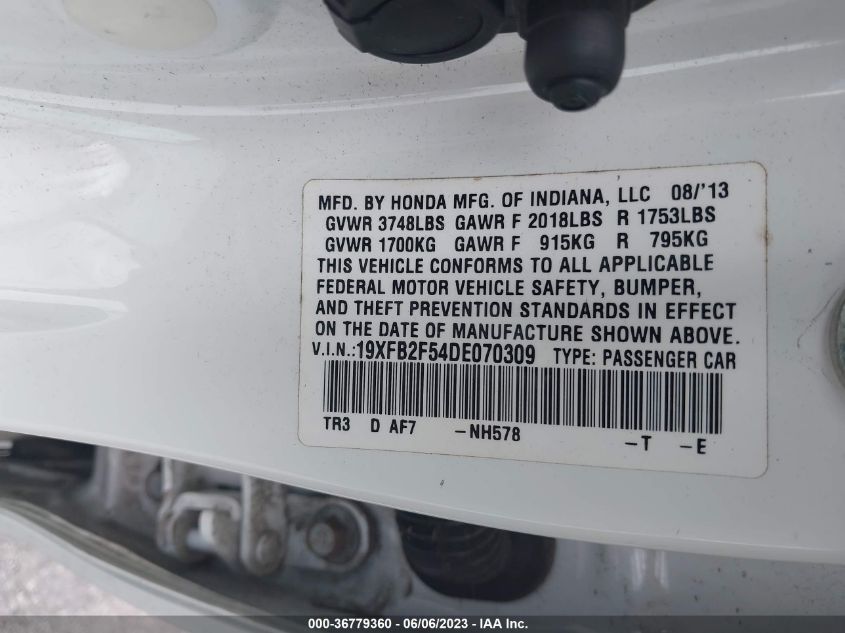 MFD. BY HONDA MFG. OF INDIANA, LLC 08/'13
GVWR 3748LBS GAWR F 2018LBS R 1753LBS
GVWR 1700KG GAWR F 915KG R 795KG
THIS VEHICLE CONFORMS TO ALL APPLICABLE
FEDERAL MOTOR VEHICLE SAFETY, BUMPER,
AND THEFT PREVENTION STANDARDS IN EFFECT
ON THE DATE OF MANUFACTURE SHOWN ABOVE.
V.I.N.:19XFB2F54DE070309 TYPE: PASSENGER CAR
TR3 D AF7 -NH578 -T -E
000-36779360 - 06/06/2023 - IAA Inc.